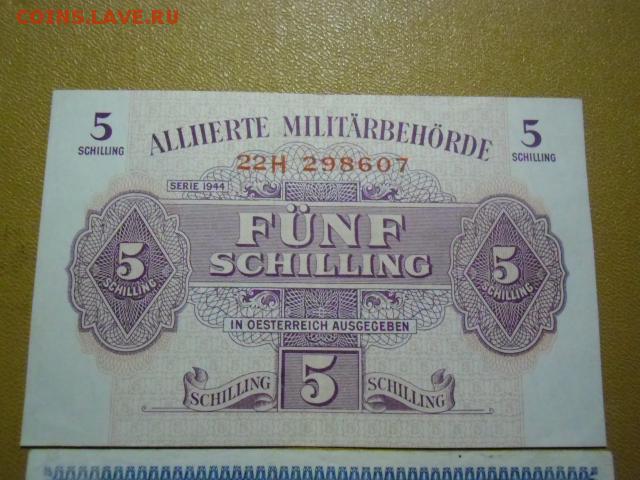 COINS.LAVE.RU
5 5
SCHILLING SCHILLING
ALLIIERTE MILITÄRBEHÖRDE
22H 298607
SERIE 1944
FÜNF
SCHILLING
5 5
SCHILLING SCHILLING
IN OESTERREICH AUSGEGEBEN
5
SCHILLING SCHILLING